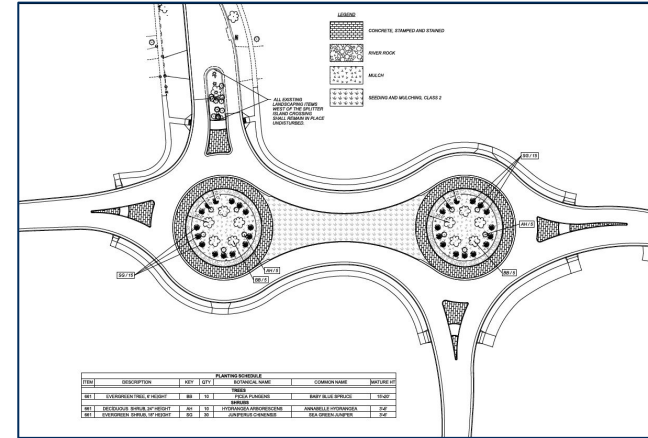 LEGEND
CONCRETE, STAMPED AND STAINED
RIVER ROCK
MULCH
SEEDING AND MULCHING, CLASS 2
ALL EXISTING
LANDSCAPING ITEMS
WEST OF THE SPLITTER
ISLAND CROSSING
SHALL REMAIN IN PLACE
UNDISTURBED.
SG / 15
AH / 5
BB / 5
SG / 15
AH / 5
BB / 5
PLANTING SCHEDULE
ITEM DESCRIPTION KEY QTY BOTANICAL NAME COMMON NAME MATURE HT
TREES
661 EVERGREEN TREE, 6' HEIGHT BB 10 PICEA PUNGENS BABY BLUE SPRUCE 15'-20'
SHRUBS
661 DECIDUOUS SHRUB, 24" HEIGHT AH 10 HYDRANGEA ARBORESCENS ANNABELLE HYDRANGEA
661 EVERGREEN SHRUB, 18" HEIGHT SG 30 JUNIPERUS CHINENSIS SEA GREEN JUNIPER